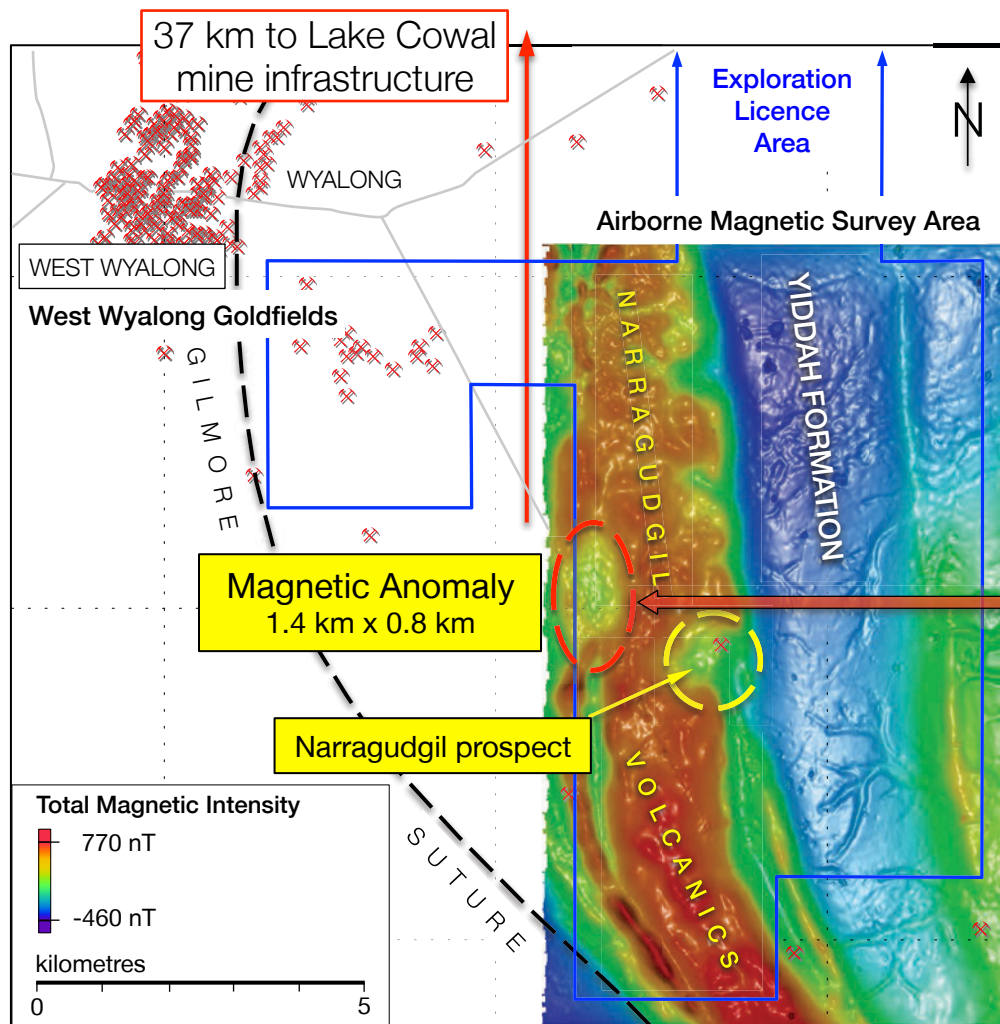 37 km to Lake Cowal
mine infrastructure
Exploration
Licence
Area
N
WYALONG
Airborne Magnetic Survey Area
WEST WYALONG
West Wyalong Goldfields
GILMORE
NARRAGUDGIL
YIDDAH FORMATION
Magnetic Anomaly
1.4 km x 0.8 km
Narragudgil prospect
VOLCANICS
SUTURE
Total Magnetic Intensity
770 nT
-460 nT
kilometres
0 5